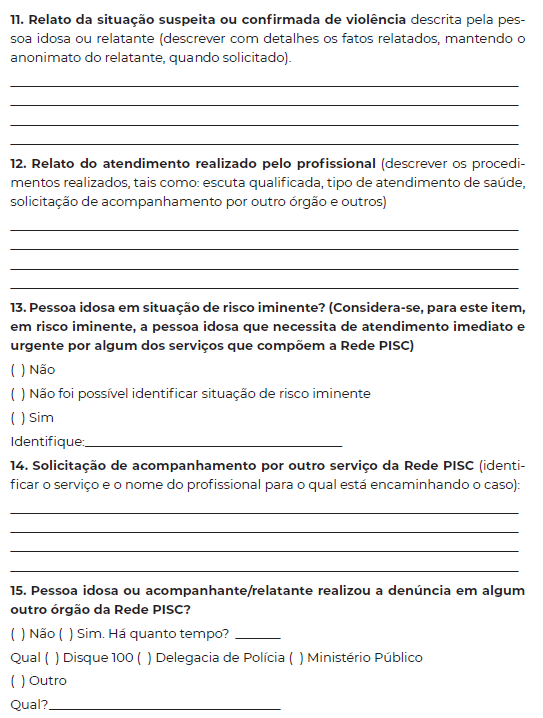 11. Relato da situação suspeita ou confirmada de violência descrita pela pes-
soa idosa ou relatante (descrever com detalhes os fatos relatados, mantendo o
anonimato do relatante, quando solicitado).
12. Relato do atendimento realizado pelo profissional (descrever os procedi-
mentos realizados, tais como: escuta qualificada, tipo de atendimento de saúde,
solicitação de acompanhamento por outro órgão e outros)
13. Pessoa idosa em situação de risco iminente? (Considera-se, para este item,
em risco iminente, a pessoa idosa que necessita de atendimento imediato e
urgente por algum dos serviços que compõem a Rede PISC)
( ) Não
( ) Não foi possível identificar situação de risco iminente
( ) Sim
Identifique:
14. Solicitação de acompanhamento por outro serviço da Rede PISC (identi-
ficar o serviço e o nome do profissional para o qual está encaminhando o caso):
15. Pessoa idosa ou acompanhante/relatante realizou a denúncia em algum
outro órgão da Rede PISC?
( ) Não ( ) Sim. Há quanto tempo? ______
Qual ( ) Disque 100 ( ) Delegacia de Polícia ( ) Ministério Público
( ) Outro
Qual?